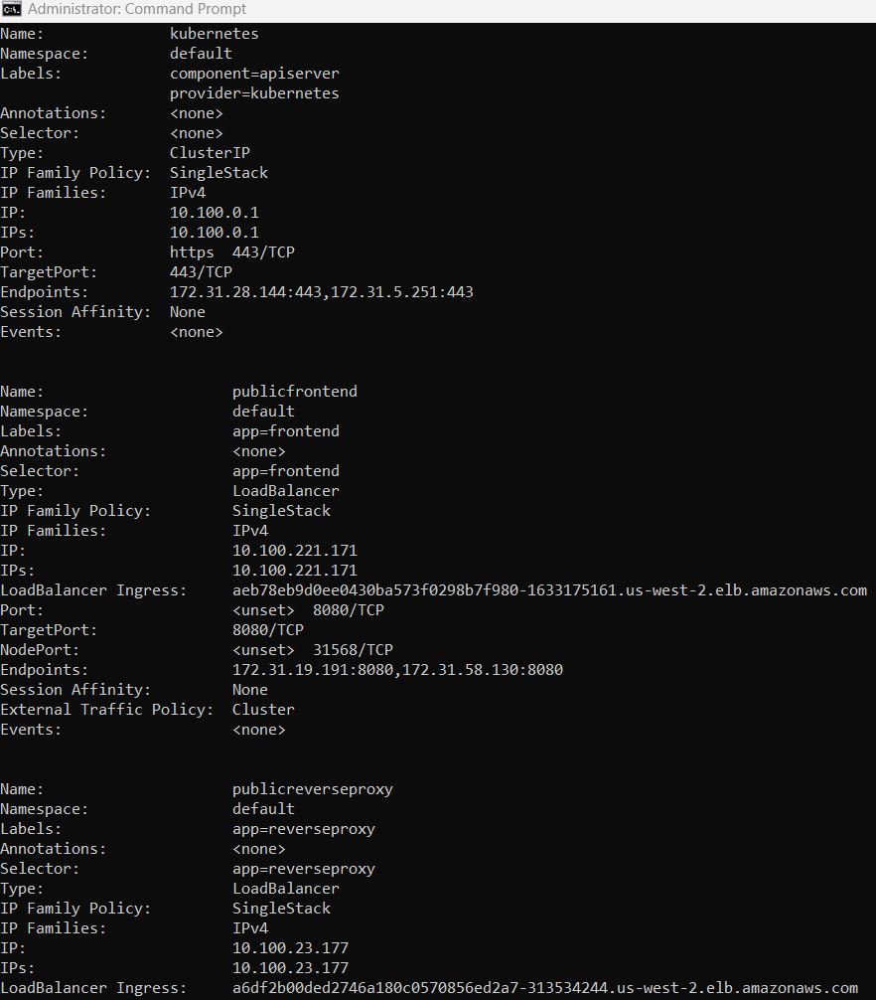 Administrator: Command Prompt
Name:              kubernetes
Namespace:         default
Labels:            component=apiserver
                   provider=kubernetes
Annotations:       <none>
Selector:          <none>
Type:              ClusterIP
IP Family Policy:  SingleStack
IP Families:       IPv4
IP:                10.100.0.1
IPs:               10.100.0.1
Port:              https  443/TCP
TargetPort:        443/TCP
Endpoints:         172.31.28.144:443,172.31.5.251:443
Session Affinity:  None
Events:            <none>
Name:                     publicfrontend
Namespace:                default
Labels:                   app=frontend
Annotations:              <none>
Selector:                 app=frontend
Type:                     LoadBalancer
IP Family Policy:         SingleStack
IP Families:              IPv4
IP:                       10.100.221.171
IPs:                      10.100.221.171
LoadBalancer Ingress:     aeb78eb9d0ee0430ba573f0298b7f980-1633175161.us-west-2.elb.amazonaws.com
Port:                     <unset>  8080/TCP
TargetPort:               8080/TCP
NodePort:                 <unset>  31568/TCP
Endpoints:                172.31.19.191:8080,172.31.58.130:8080
Session Affinity:         None
External Traffic Policy:  Cluster
Events:                   <none>
Name:                     publicreverseproxy
Namespace:                default
Labels:                   app=reverseproxy
Annotations:              <none>
Selector:                 app=reverseproxy
Type:                     LoadBalancer
IP Family Policy:         SingleStack
IP Families:              IPv4
IP:                       10.100.23.177
IPs:                      10.100.23.177
LoadBalancer Ingress:     a6df2b00ded2746a180c0570856ed2a7-313534244.us-west-2.elb.amazonaws.com